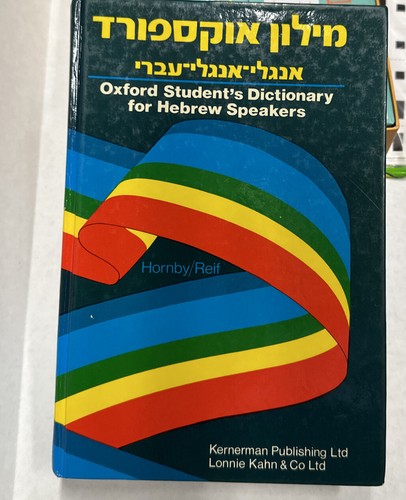 מילון אוקספורד
אנגלי־אנגלי־עברי
Oxford Student's Dictionary
for Hebrew Speakers
Hornby/Reif
Kernerman Publishing Ltd
Lonnie Kahn & Co Ltd